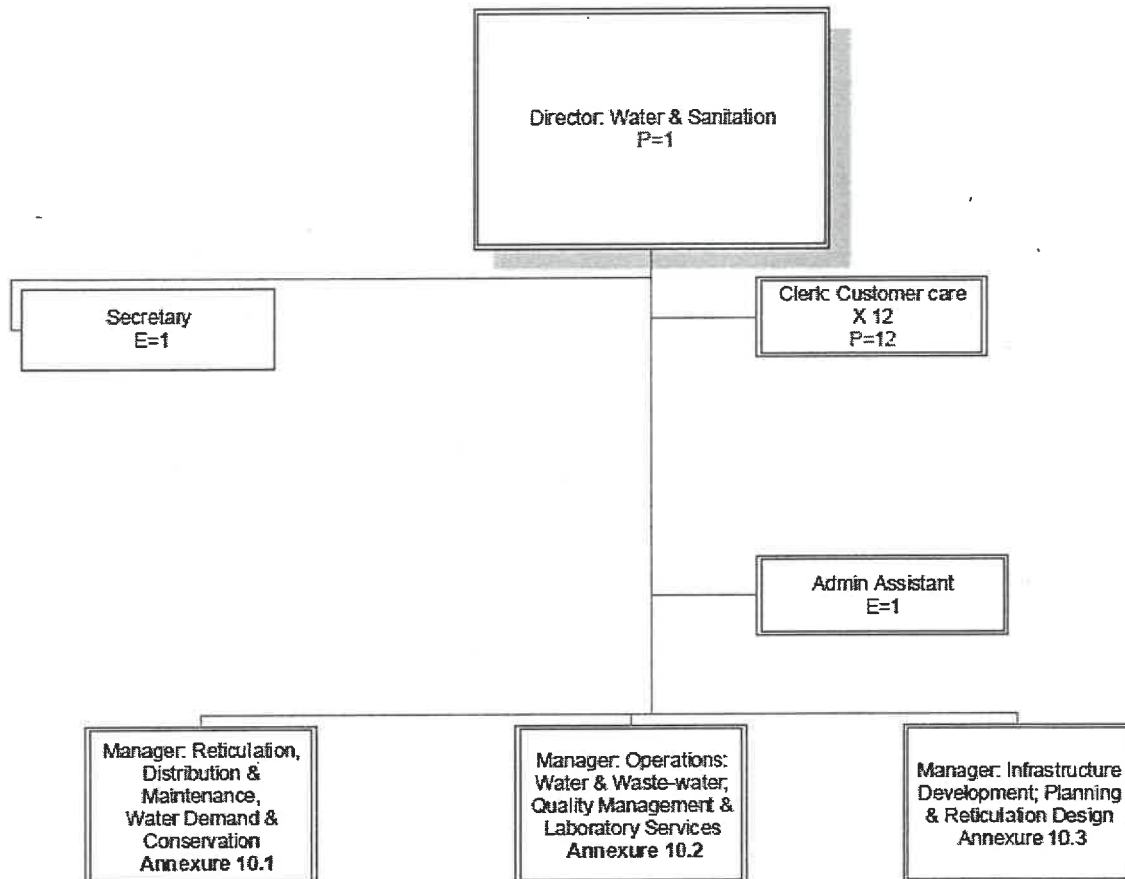 Director: Water & Sanitation
P=1
Secretary
E=1
Clerk: Customer care
X 12
P=12
Admin Assistant
E=1
Manager: Reticulation,
Distribution &
Maintenance,
Water Demand &
Conservation
Annexure 10.1
Manager: Operations:
Water & Waste-water;
Quality Management &
Laboratory Services
Annexure 10.2
Manager: Infrastructure
Development; Planning
& Reticulation Design
Annexure 10.3